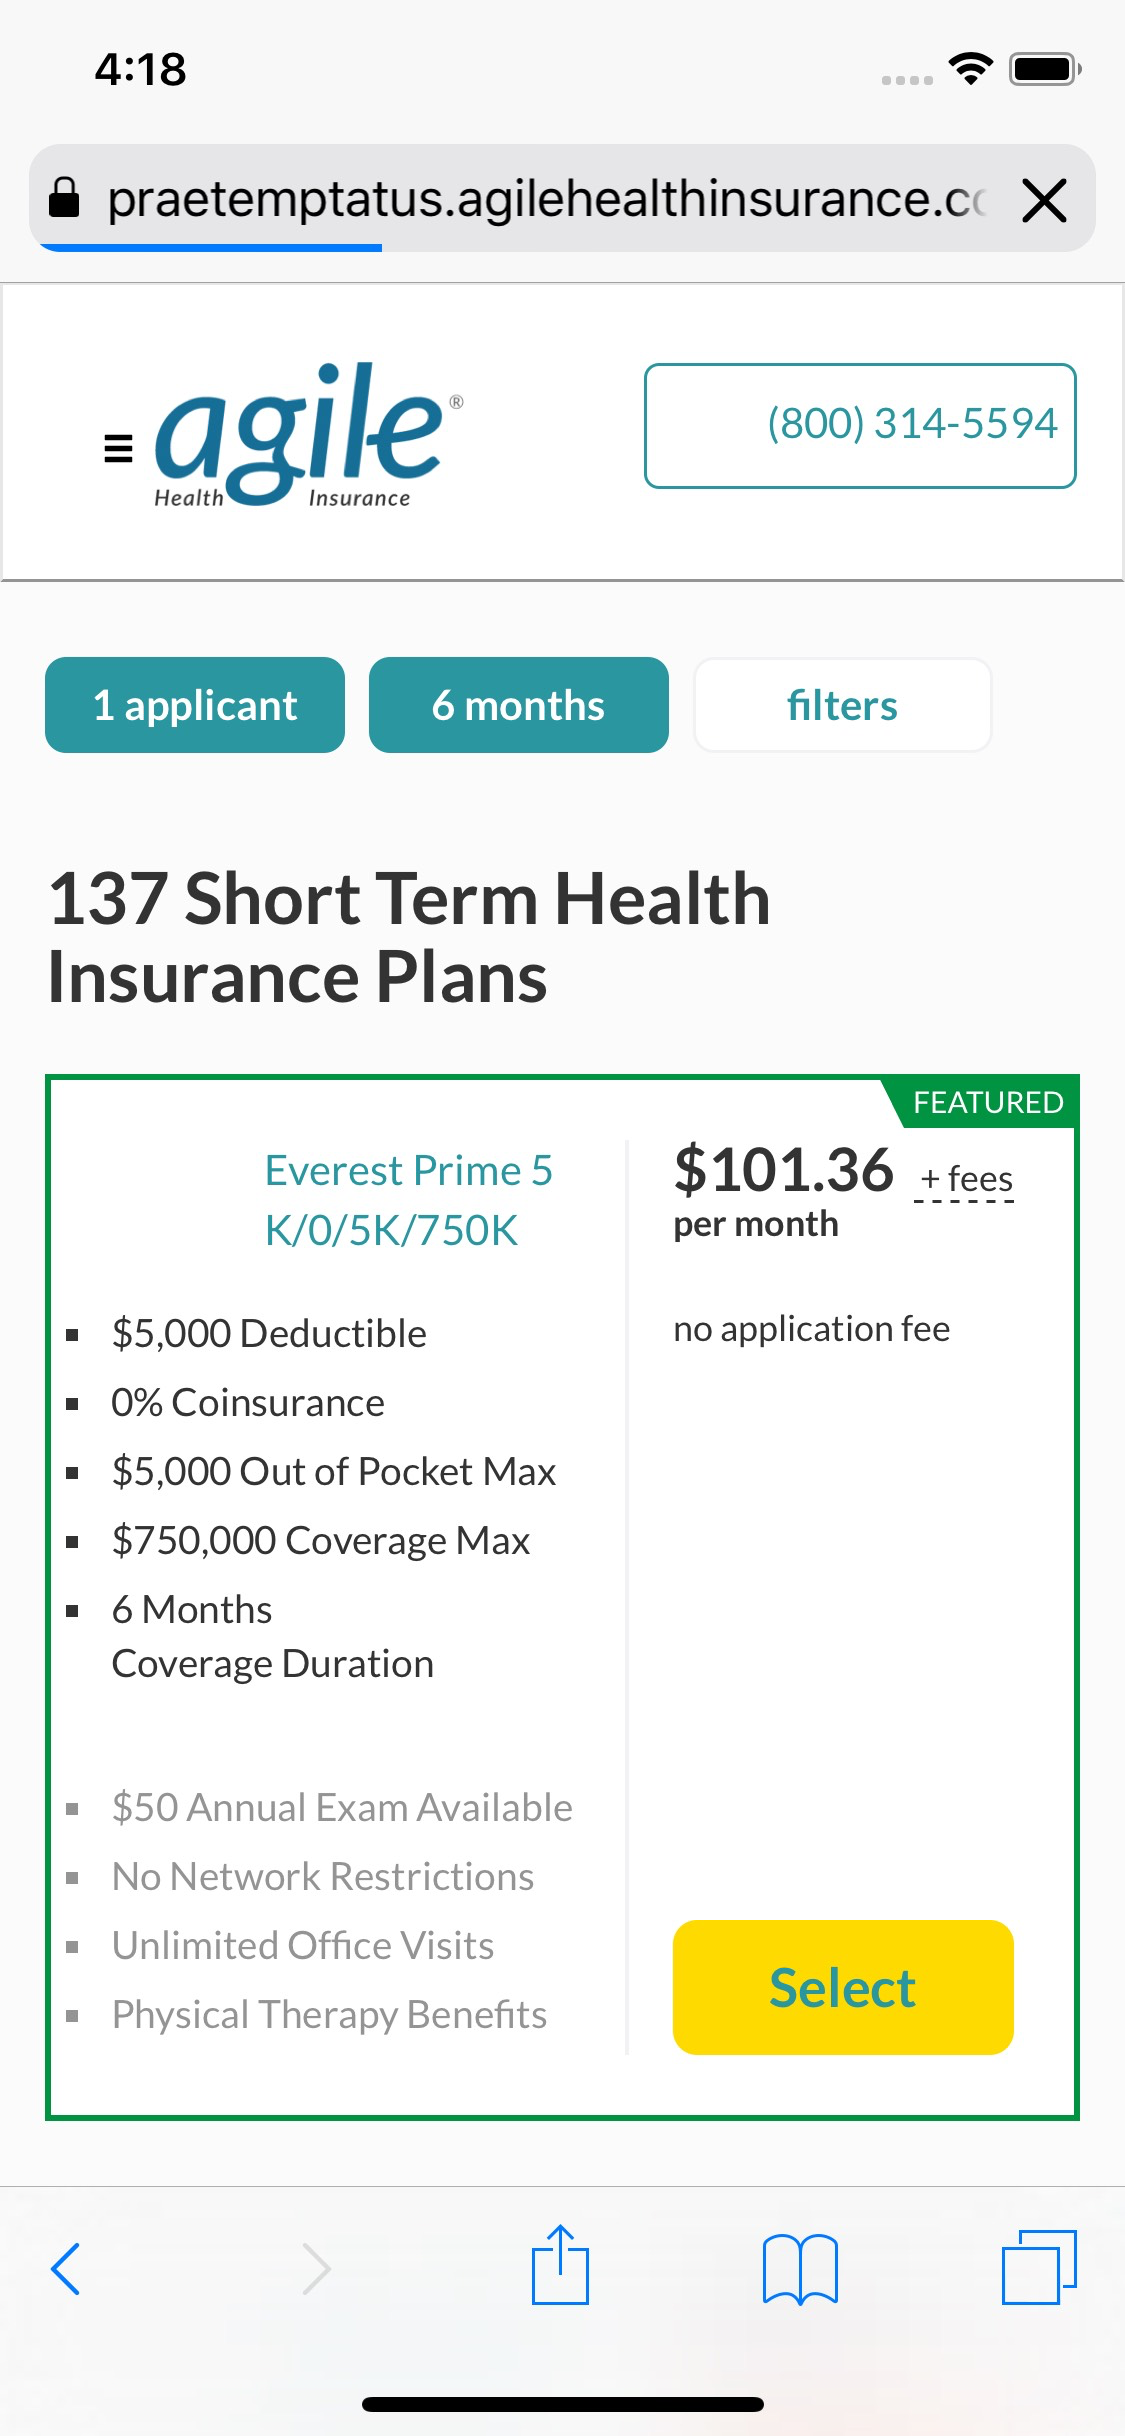 4:18
praetemptatus.agilehealthinsurance.c
agile®
Health Insurance
(800) 314-5594
1 applicant
6 months
filters
137 Short Term Health
Insurance Plans
FEATURED
Everest Prime 5
K/0/5K/750K
$101.36 + fees
per month
no application fee
$5,000 Deductible
0% Coinsurance
$5,000 Out of Pocket Max
$750,000 Coverage Max
6 Months
Coverage Duration
$50 Annual Exam Available
No Network Restrictions
Unlimited Office Visits
Physical Therapy Benefits
Select